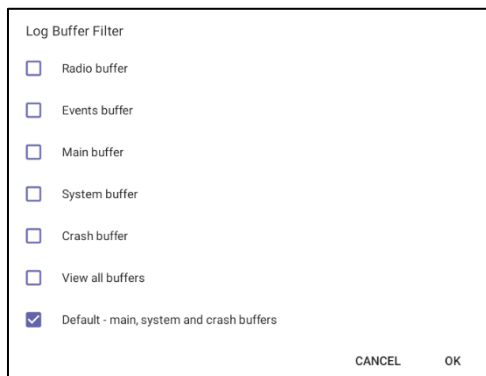 Log Buffer Filter
Radio buffer
Events buffer
Main buffer
System buffer
Crash buffer
View all buffers
Default - main, system and crash buffers
CANCEL OK